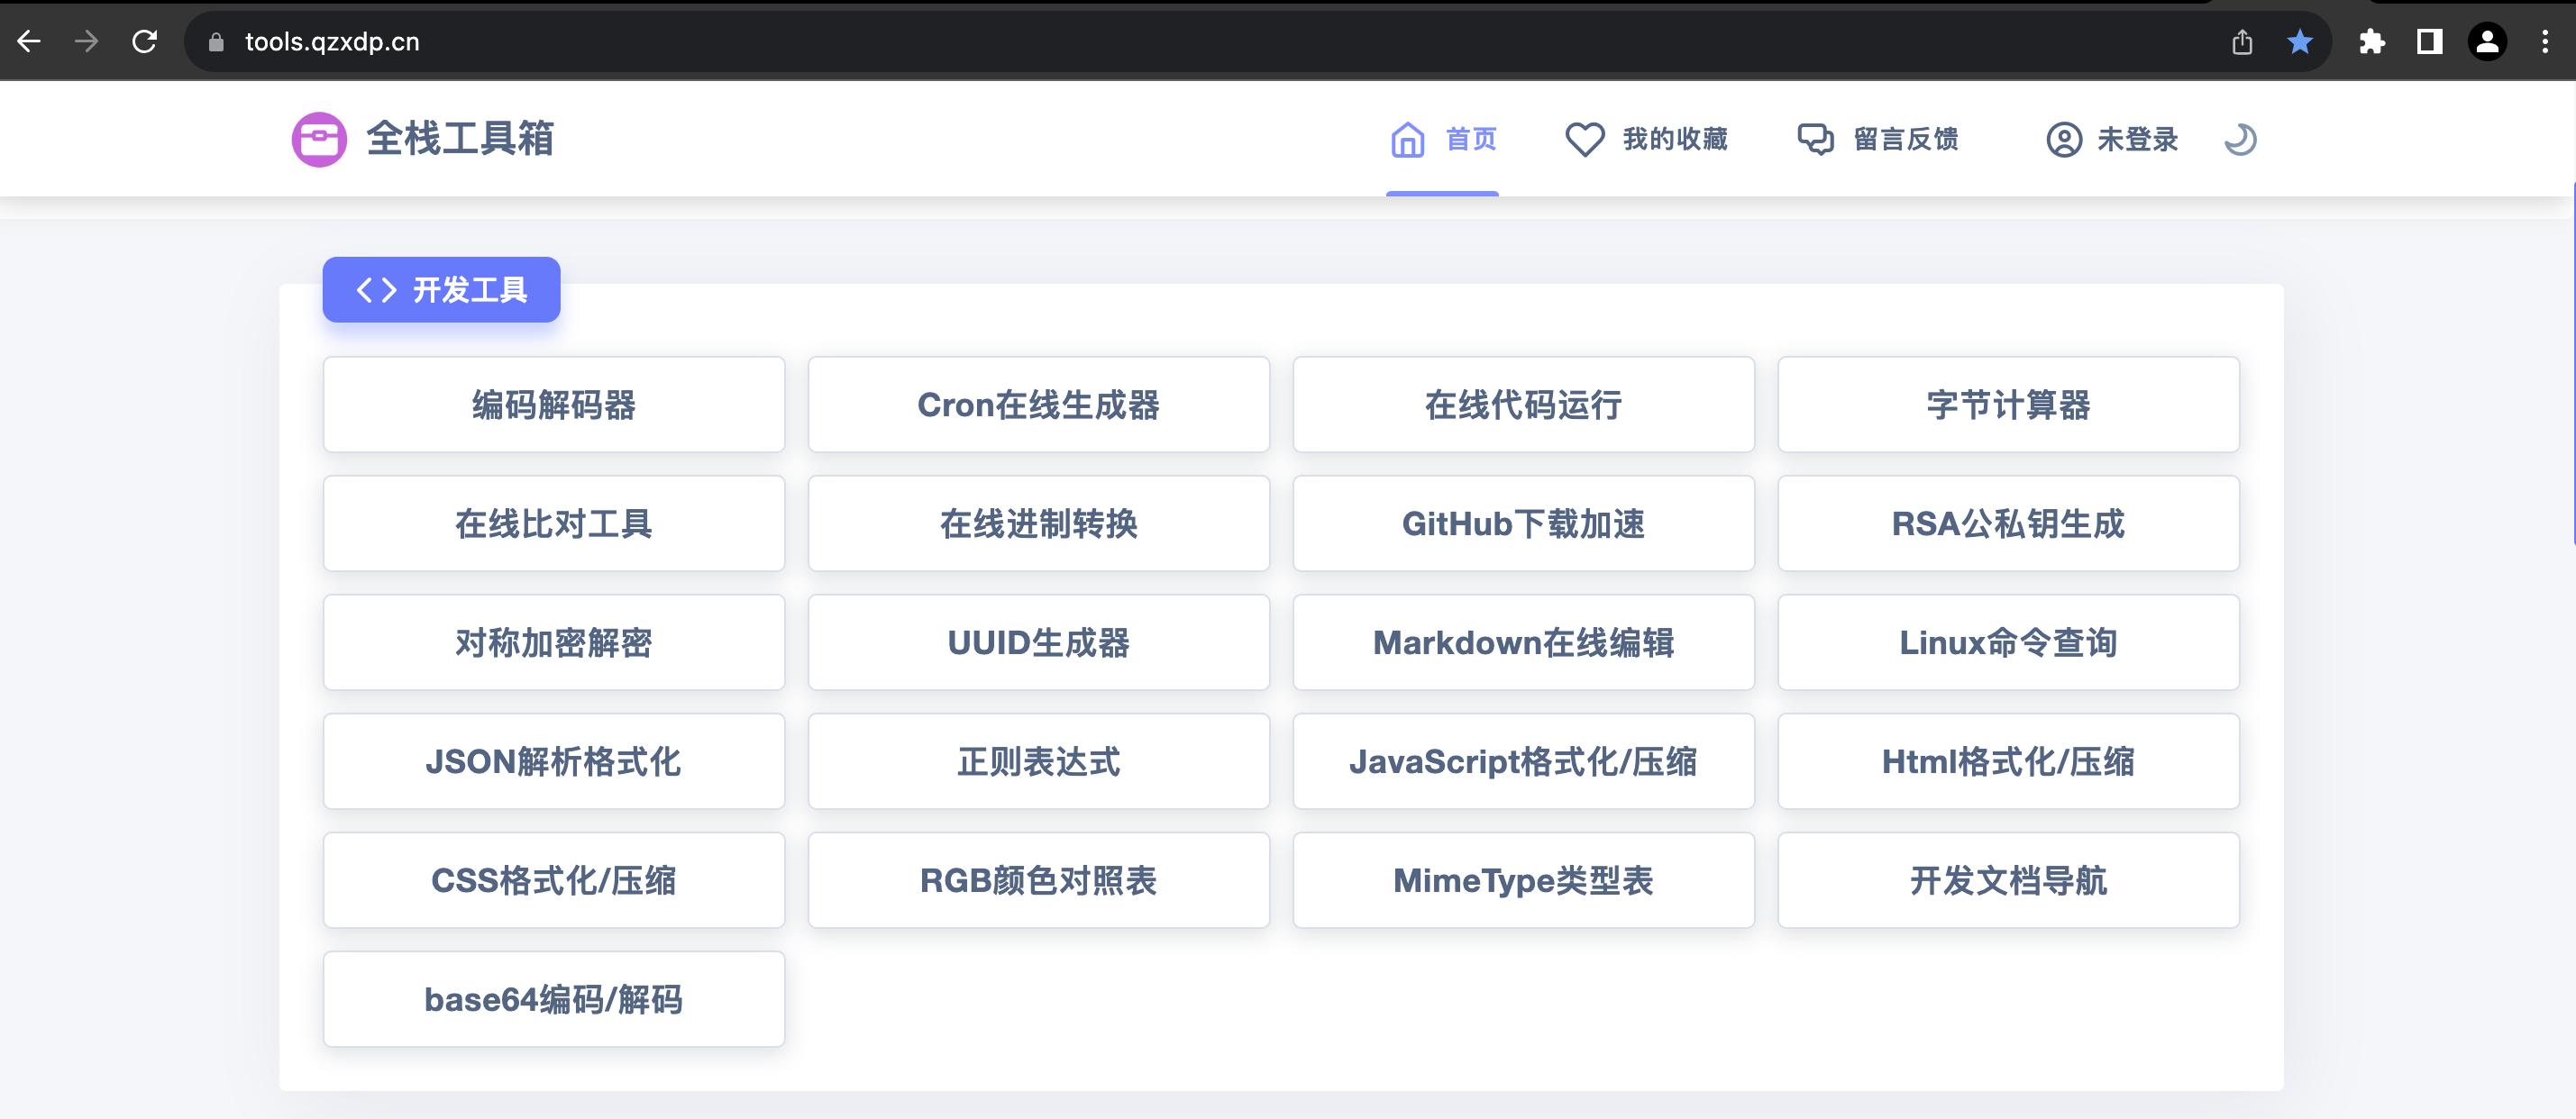 tools.qzxdp.cn
全栈工具箱 首页 我的收藏 留言反馈 未登录
开发工具
编码解码器 Cron在线生成器 在线代码运行 字节计算器
在线比对工具 在线进制转换 GitHub下载加速 RSA公私钥生成
对称加密解密 UUID生成器 Markdown在线编辑 Linux命令查询
JSON解析格式化 正则表达式 JavaScript格式化/压缩 Html格式化/压缩
CSS格式化/压缩 RGB颜色对照表 MimeType类型表 开发文档导航
base64编码/解码